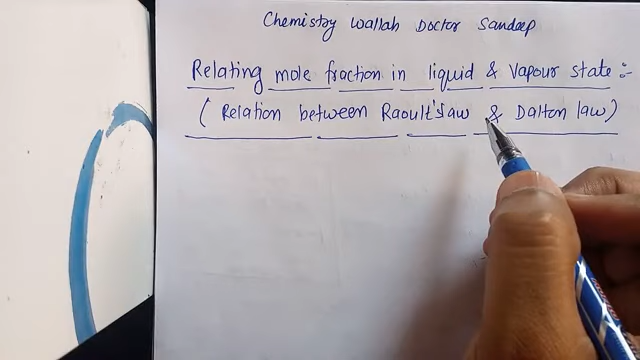 Chemistry Wallah Doctor Sandeep
Relating mole fraction in liquid & Vapour state:-
( Relation between Raoult's law & Dalton law)